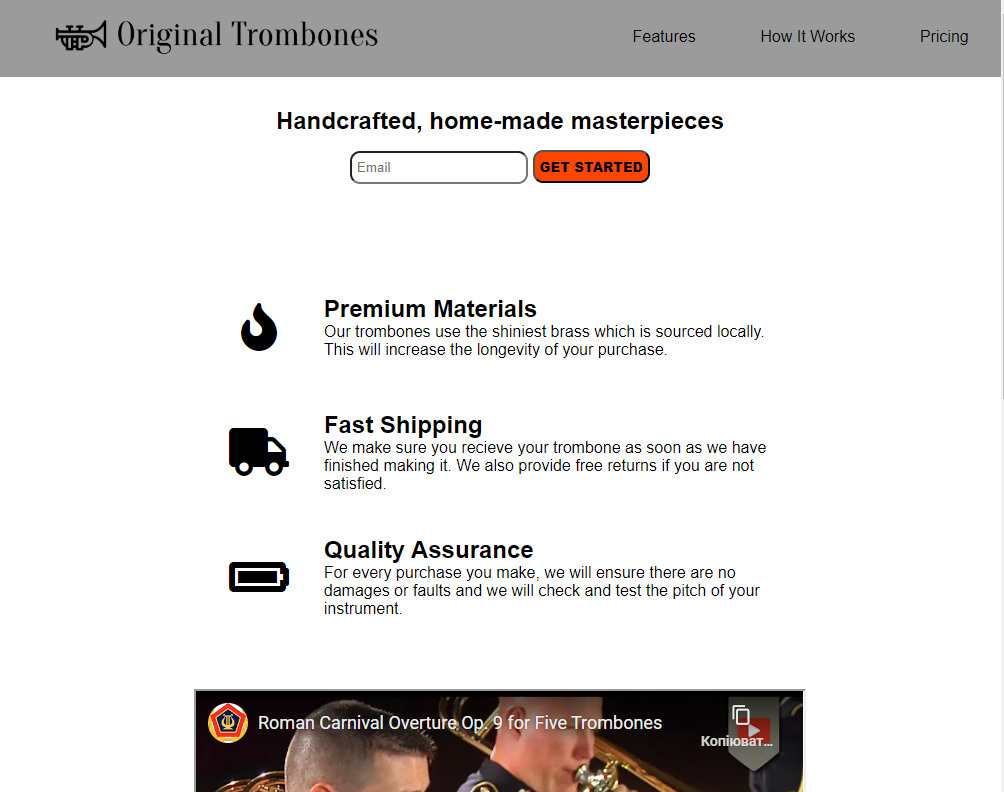 Original Trombones
Features
How It Works
Pricing
Handcrafted, home-made masterpieces
Email
GET STARTED
Premium Materials
Our trombones use the shiniest brass which is sourced locally.
This will increase the longevity of your purchase.
Fast Shipping
We make sure you recieve your trombone as soon as we have
finished making it. We also provide free returns if you are not
satisfied.
Quality Assurance
For every purchase you make, we will ensure there are no
damages or faults and we will check and test the pitch of your
instrument.
Roman Carnival Overture Op. 9 for Five Trombones
Копіюват...